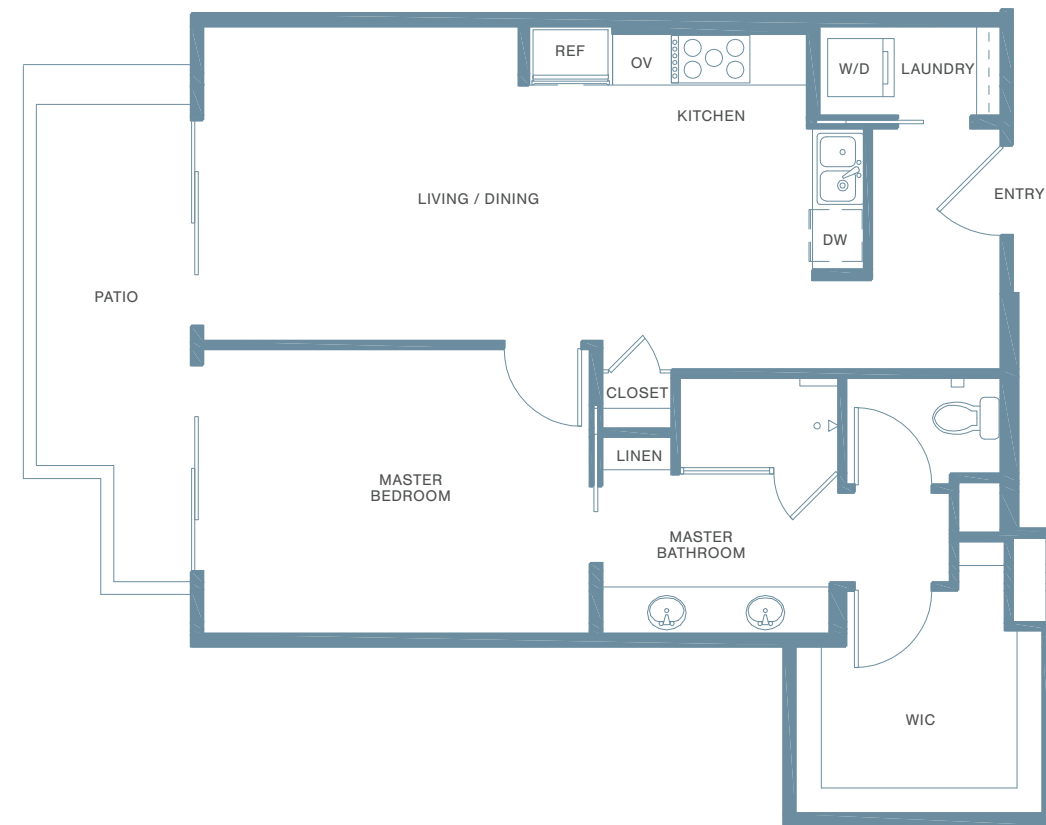 REF
OV
W/D
LAUNDRY
KITCHEN
LIVING / DINING
ENTRY
DW
PATIO
CLOSET
LINEN
MASTER
BEDROOM
MASTER
BATHROOM
WIC